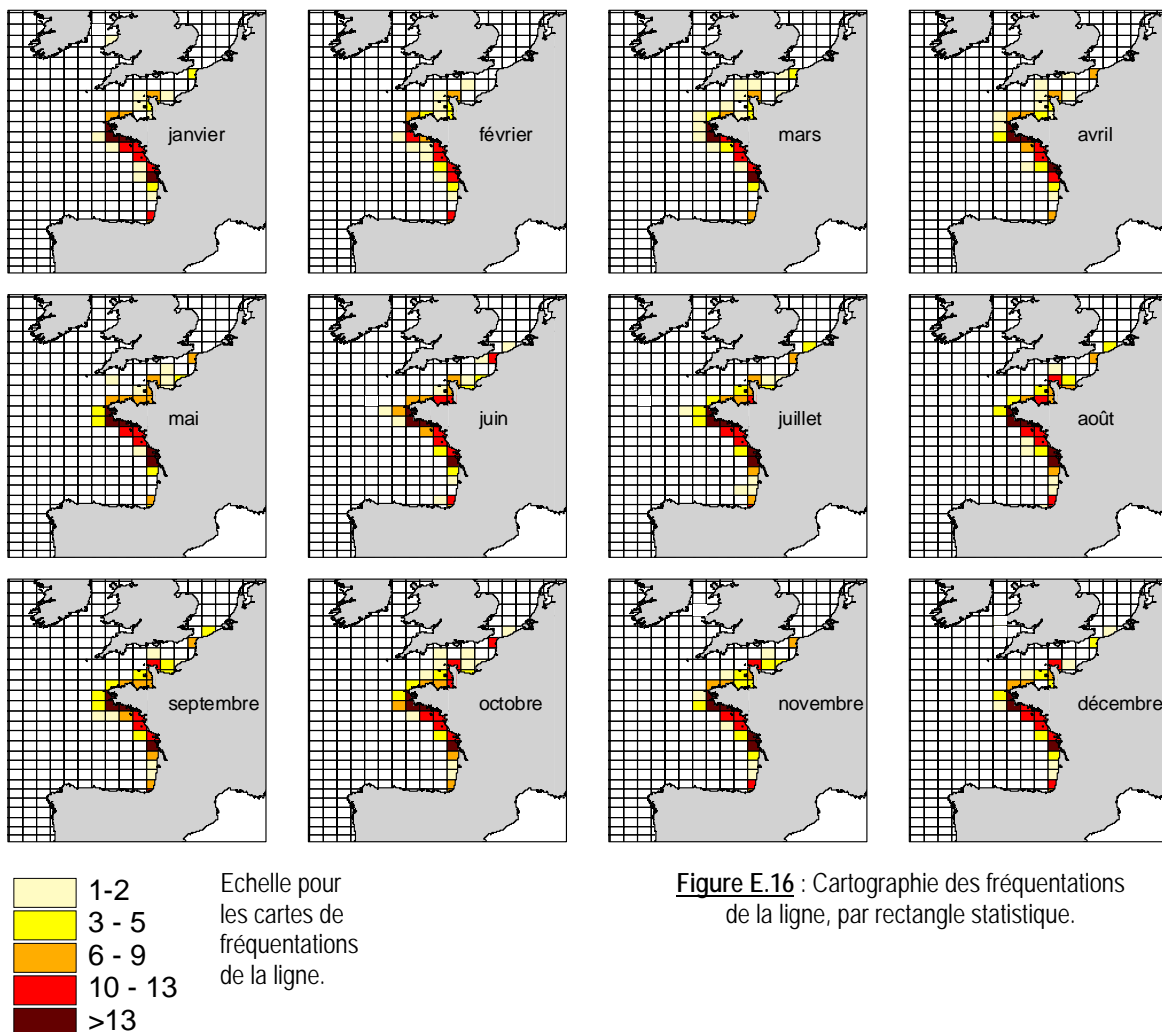 janvier
février
mars
avril
mai
juin
juillet
août
septembre
octobre
novembre
décembre
1-2
3 - 5
6 - 9
10 - 13
>13
Echelle pour
les cartes de
fréquentations
de la ligne.
Figure E.16 : Cartographie des fréquentations
de la ligne, par rectangle statistique.